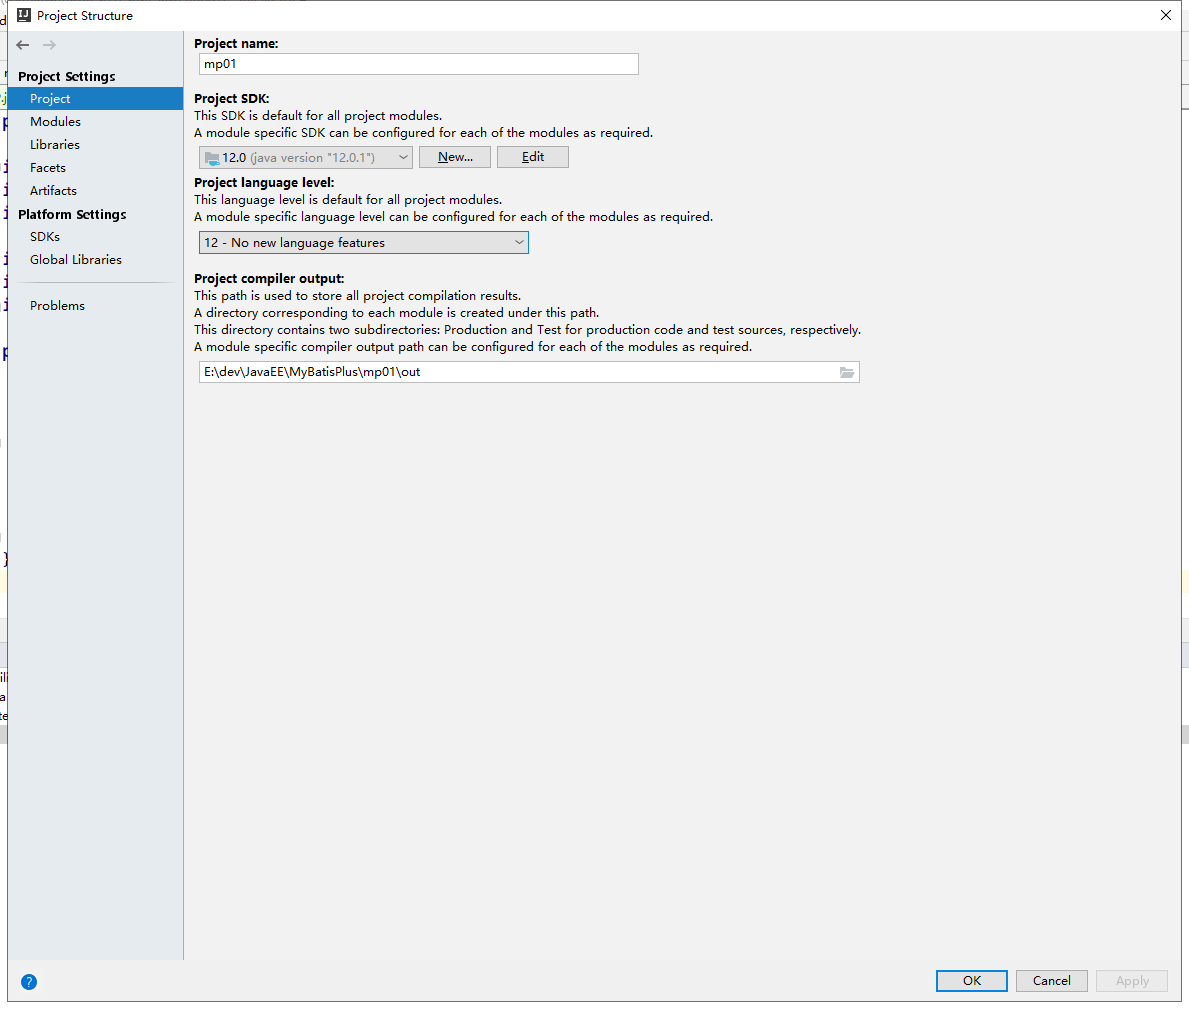 Project Structure
Project Settings
Project
Modules
Libraries
Facets
Artifacts
Platform Settings
SDKs
Global Libraries
Problems
Project name:
mp01
Project SDK:
This SDK is default for all project modules.
A module specific SDK can be configured for each of the modules as required.
12.0 (java version "12.0.1")
New...
Edit
Project language level:
This language level is default for all project modules.
A module specific language level can be configured for each of the modules as required.
12 - No new language features
Project compiler output:
This path is used to store all project compilation results.
A directory corresponding to each module is created under this path.
This directory contains two subdirectories: Production and Test for production code and test sources, respectively.
A module specific compiler output path can be configured for each of the modules as required.
E:\dev\JavaEE\MyBatisPlus\mp01\out
?
OK
Cancel
Apply